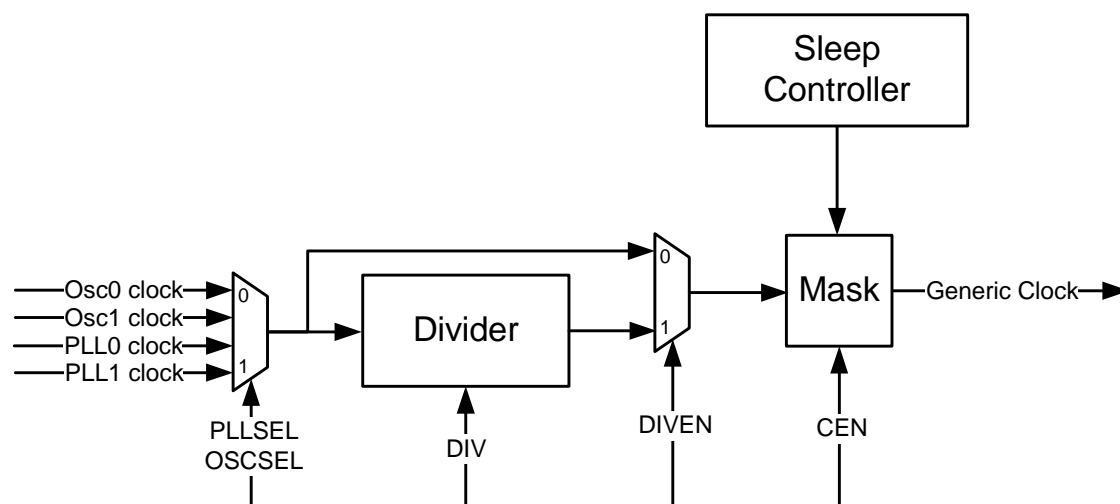 Sleep
Controller
Osc0 clock
Osc1 clock
PLL0 clock
PLL1 clock
0
1
PLLSEL
OSCSEL
Divider
DIV
0
1
DIVEN
Mask
CEN
Generic Clock